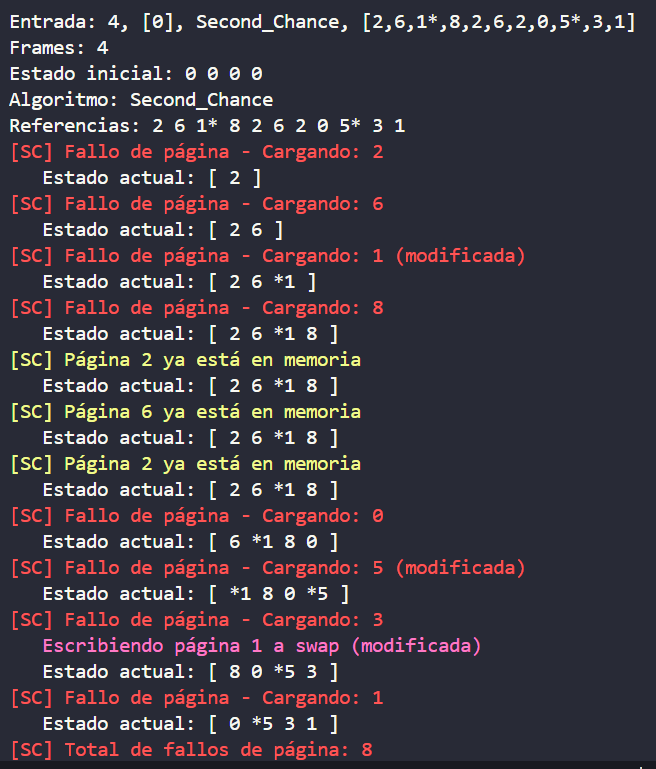 Entrada: 4, [0], Second_Chance, [2,6,1*,8,2,6,2,0,5*,3,1]
Frames: 4
Estado inicial: 0 0 0 0
Algoritmo: Second_Chance
Referencias: 2 6 1* 8 2 6 2 0 5* 3 1
[SC] Fallo de página - Cargando: 2
Estado actual: [ 2 ]
[SC] Fallo de página - Cargando: 6
Estado actual: [ 2 6 ]
[SC] Fallo de página - Cargando: 1 (modificada)
Estado actual: [ 2 6 *1 ]
[SC] Fallo de página - Cargando: 8
Estado actual: [ 2 6 *1 8 ]
[SC] Página 2 ya está en memoria
Estado actual: [ 2 6 *1 8 ]
[SC] Página 6 ya está en memoria
Estado actual: [ 2 6 *1 8 ]
[SC] Página 2 ya está en memoria
Estado actual: [ 2 6 *1 8 ]
[SC] Fallo de página - Cargando: 0
Estado actual: [ 6 *1 8 0 ]
[SC] Fallo de página - Cargando: 5 (modificada)
Estado actual: [ *1 8 0 *5 ]
[SC] Fallo de página - Cargando: 3
Escribiendo página 1 a swap (modificada)
Estado actual: [ 8 0 *5 3 ]
[SC] Fallo de página - Cargando: 1
Estado actual: [ 0 *5 3 1 ]
[SC] Total de fallos de página: 8